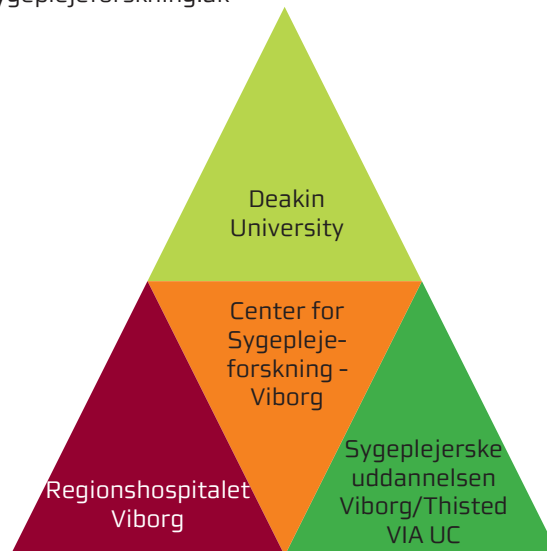 Deakin
University
Center for
Sygepleje-
forskning -
Viborg
Regionshospitalet
Viborg
Sygeplejerske
uddannelsen
Viborg/Thisted
VIA UC